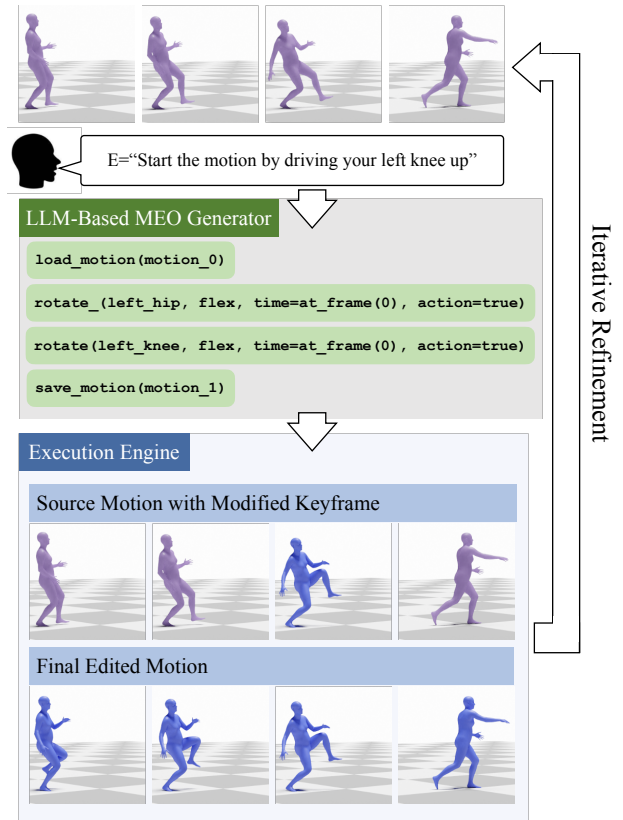 E=“Start the motion by driving your left knee up”
LLM-Based MEO Generator
load_motion(motion_0)
rotate_(left_hip, flex, time=at_frame(0), action=true)
rotate(left_knee, flex, time=at_frame(0), action=true)
save_motion(motion_1)
Execution Engine
Source Motion with Modified Keyframe
Final Edited Motion
Iterative Refinement